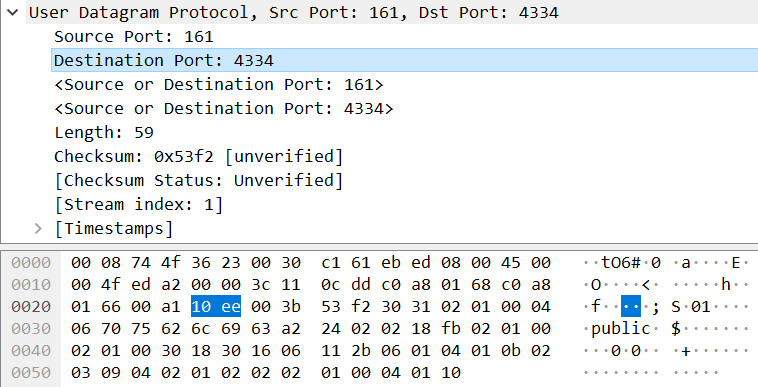 User Datagram Protocol, Src Port: 161, Dst Port: 4334
Source Port: 161
Destination Port: 4334
<Source or Destination Port: 161>
<Source or Destination Port: 4334>
Length: 59
Checksum: 0x53f2 [unverified]
[Checksum Status: Unverified]
[Stream index: 1]
[Timestamps]
0000 00 08 74 4f 36 23 00 30 c1 61 eb ed 08 00 45 00 ··tO6#·0 ·a····E·
0010 00 4f ed a2 00 00 3c 11 0c dd c0 a8 01 68 c0 a8 ·O····<· ·····h··
0020 01 66 00 a1 10 ee 00 3b 53 f2 30 31 02 01 00 04 ·f·····; S·01····
0030 06 70 75 62 6c 69 63 a2 24 02 02 18 fb 02 01 00 ·public· $·······
0040 02 01 00 30 18 30 16 06 11 2b 06 01 04 01 0b 02 ···0·0·· ·+······
0050 03 09 04 02 01 02 02 02 01 00 04 01 10 ········ ·····